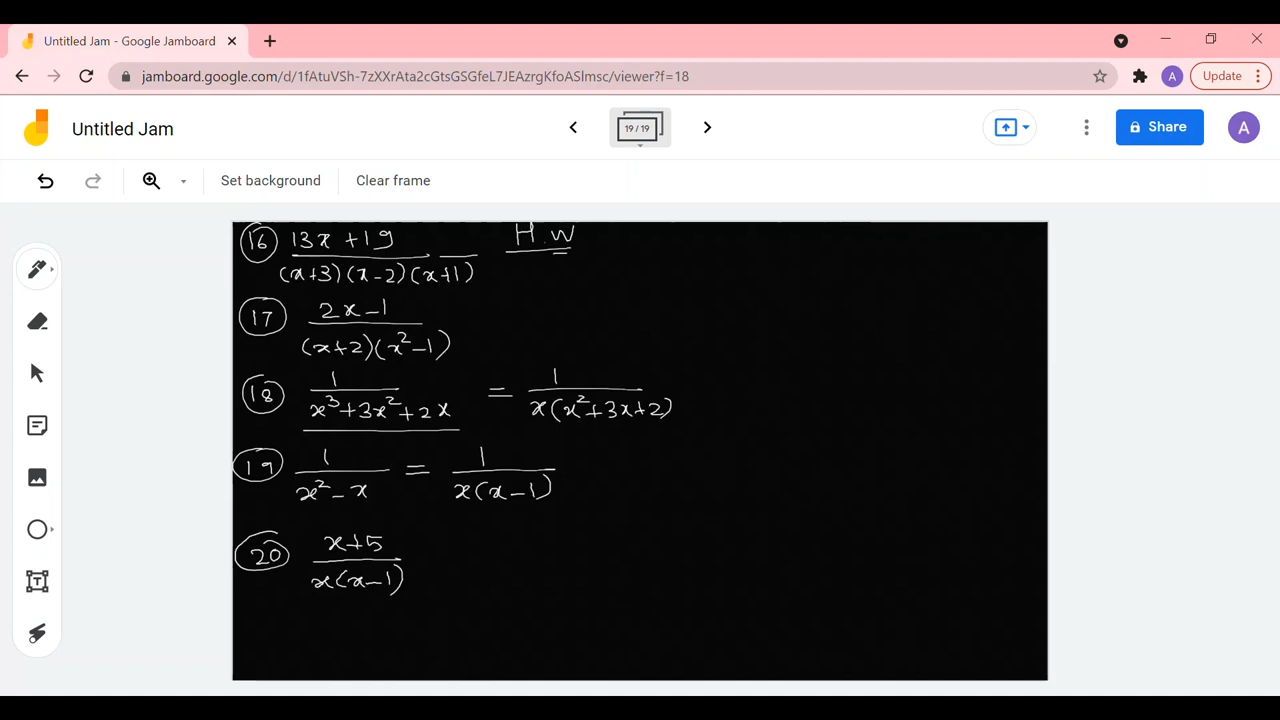 Untitled Jam - Google Jamboard
jamboard.google.com/d/1fAtuVSh-7zXXrAta2cGtsGSGfeL7JEAzrgKfoASlmsc/viewer?f=18
A
Update
Untitled Jam
19 / 19
Share
A
Set background
Clear frame
(16) 13x + 19 / (x+3)(x-2)(x+1) H.W
(17) 2x - 1 / (x+2)(x² - 1)
(18) 1 / x³ + 3x² + 2x = 1 / x(x² + 3x + 2)
(19) 1 / x² - x = 1 / x(x - 1)
(20) x + 5 / x(x - 1)